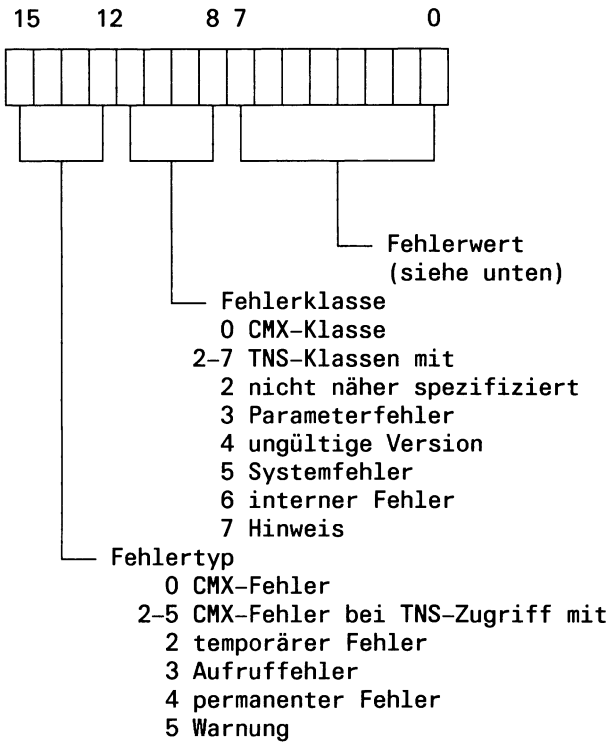 15 12 8 7 0
Fehlerwert
(siehe unten)
Fehlerklasse
0 CMX–Klasse
2–7 TNS–Klassen mit
2 nicht näher spezifiziert
3 Parameterfehler
4 ungültige Version
5 Systemfehler
6 interner Fehler
7 Hinweis
Fehlertyp
0 CMX–Fehler
2–5 CMX–Fehler bei TNS–Zugriff mit
2 temporärer Fehler
3 Aufruffehler
4 permanenter Fehler
5 Warnung